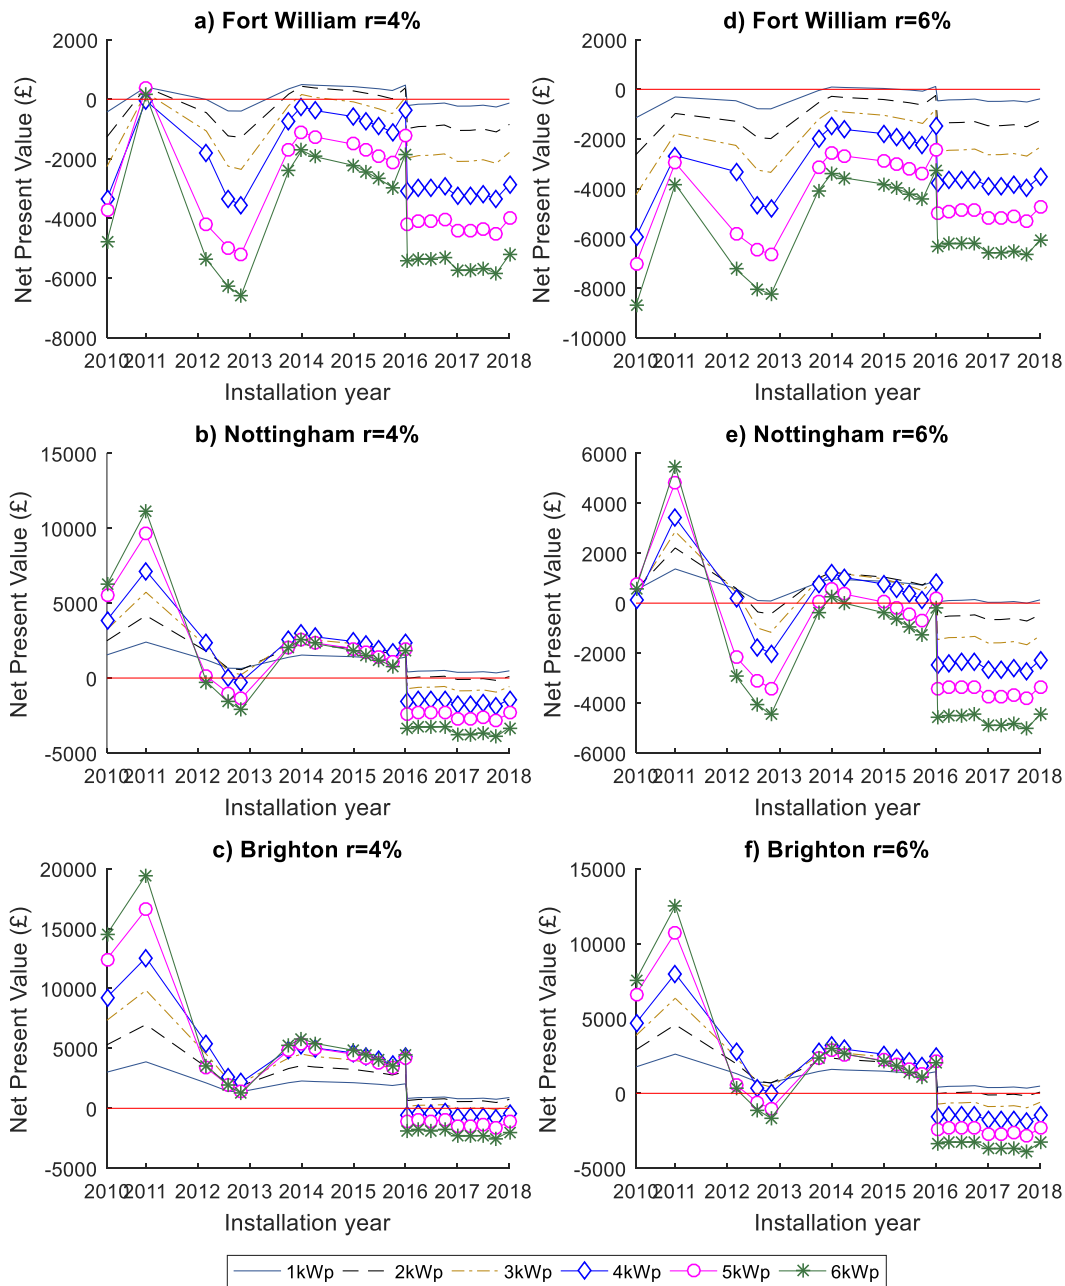 a) Fort William r=4%
2000
0
-2000
-4000
-6000
-8000
Net Present Value (£)
2010 2011 2012 2013 2014 2015 2016 2017 2018
Installation year
d) Fort William r=6%
2000
0
-2000
-4000
-6000
-8000
-10000
Net Present Value (£)
2010 2011 2012 2013 2014 2015 2016 2017 2018
Installation year
b) Nottingham r=4%
15000
10000
5000
0
-5000
Net Present Value (£)
2010 2011 2012 2013 2014 2015 2016 2017 2018
Installation year
e) Nottingham r=6%
6000
4000
2000
0
-2000
-4000
-6000
Net Present Value (£)
2010 2011 2012 2013 2014 2015 2016 2017 2018
Installation year
c) Brighton r=4%
20000
15000
10000
5000
0
-5000
Net Present Value (£)
2010 2011 2012 2013 2014 2015 2016 2017 2018
Installation year
f) Brighton r=6%
15000
10000
5000
0
-5000
Net Present Value (£)
2010 2011 2012 2013 2014 2015 2016 2017 2018
Installation year
1kWp 2kWp 3kWp 4kWp 5kWp 6kWp